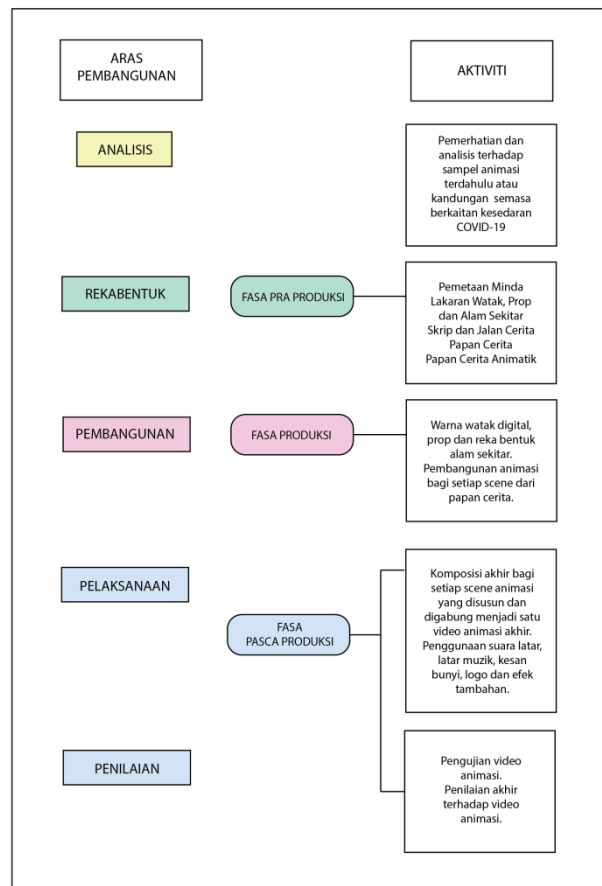 ARAS
PEMBANGUNAN
AKTIVITI
ANALISIS
Pemerhatian dan
analisis terhadap
sampel animasi
terdahulu atau
kandungan semasa
berkaitan kesedaran
COVID-19
REKABENTUK
FASA PRA PRODUKSI
Pemetaan Minda
Lakaran Watak, Prop
dan Alam Sekitar
Skrip dan Jalan Cerita
Papan Cerita
Papan Cerita Animatik
PEMBANGUNAN
FASA PRODUKSI
Warna watak digital,
prop dan reka bentuk
alam sekitar.
Pembangunan animasi
bagi setiap scene dari
papan cerita.
PELAKSANAAN
FASA
PASCA PRODUKSI
Komposisi akhir bagi
setiap scene animasi
yang disusun dan
digabung menjadi satu
video animasi akhir.
Penggunaan suara latar,
latar muzik, kesan
bunyi, logo dan efek
tambahan.
PENILAIAN
Pengujian video
animasi.
Penilaian akhir
terhadap video
animasi.